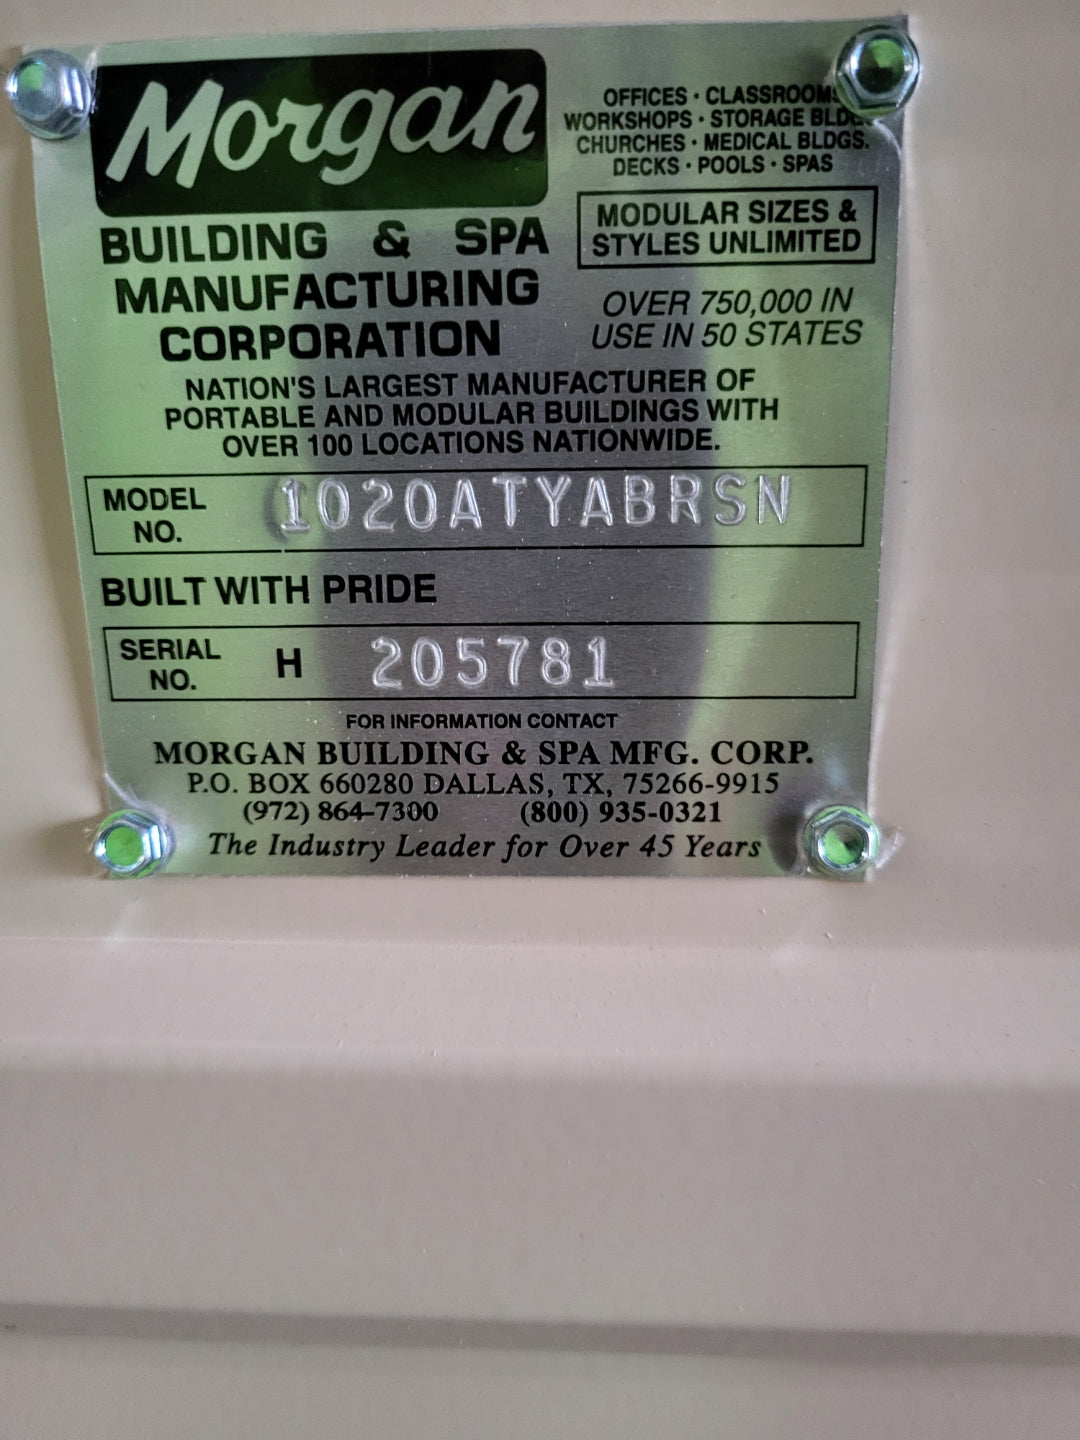 Morgan
BUILDING & SPA
MANUFACTURING
CORPORATION
OFFICES · CLASSROOMS
WORKSHOPS · STORAGE BLDGS.
CHURCHES · MEDICAL BLDGS.
DECKS · POOLS · SPAS
MODULAR SIZES &
STYLES UNLIMITED
OVER 750,000 IN
USE IN 50 STATES
NATION'S LARGEST MANUFACTURER OF
PORTABLE AND MODULAR BUILDINGS WITH
OVER 100 LOCATIONS NATIONWIDE.
MODEL NO. 1020ATYABRSN
BUILT WITH PRIDE
SERIAL NO. H 205781
FOR INFORMATION CONTACT
MORGAN BUILDING & SPA MFG. CORP.
P.O. BOX 660280 DALLAS, TX, 75266-9915
(972) 864-7300 (800) 935-0321
The Industry Leader for Over 45 Years